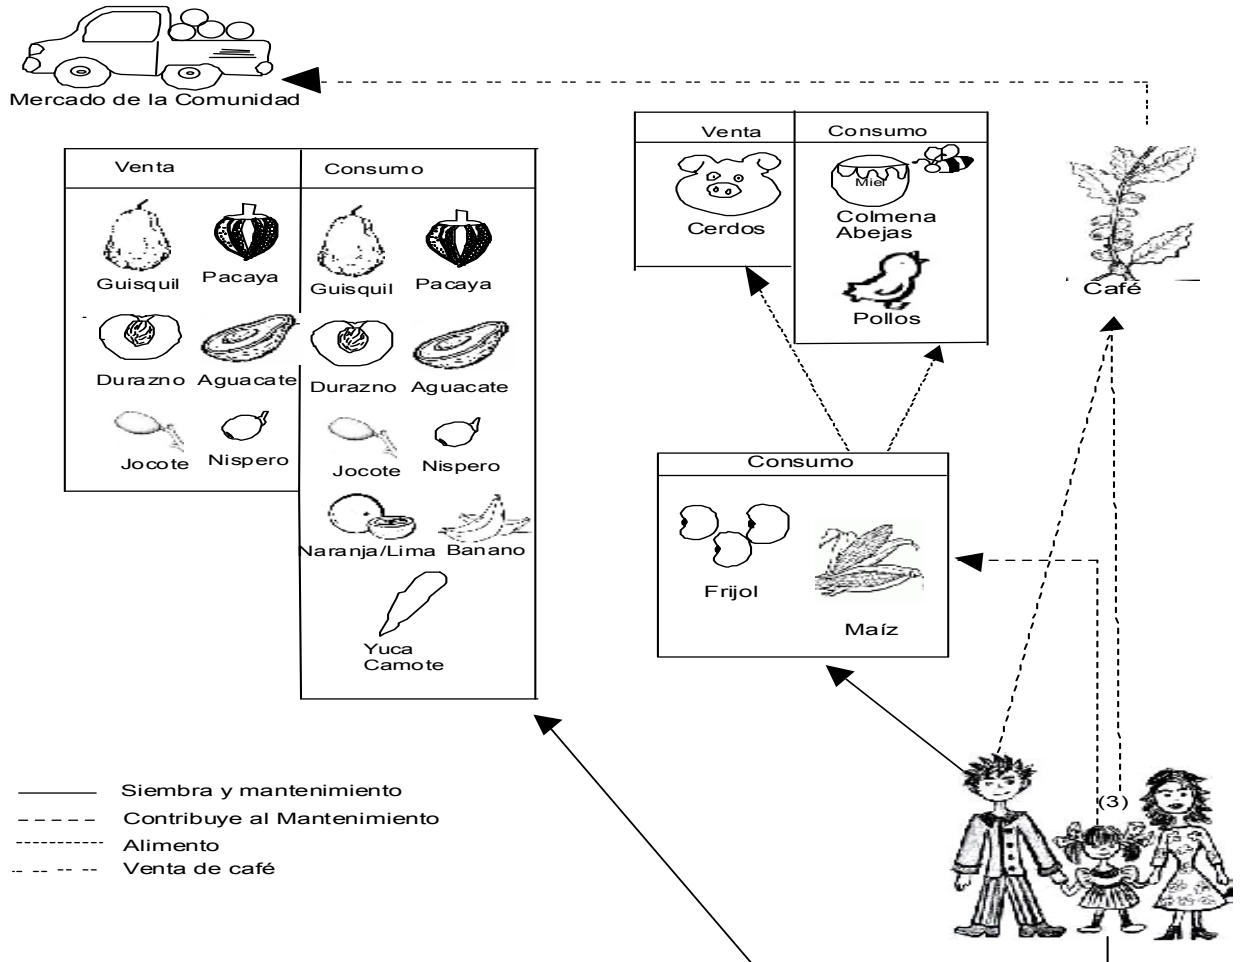 Mercado de la Comunidad
Venta
Consumo
Guisquil
Pacaya
Guisquil
Pacaya
Durazno
Aguacate
Durazno
Aguacate
Jocote
Nispero
Jocote
Nispero
Naranja/Lima
Banano
Yuca
Camote
Venta
Consumo
Cerdos
Miel
Colmena
Abejas
Pollos
Café
Consumo
Frijol
Maíz
(3)
Siembra y mantenimiento
Contribuye al Mantenimiento
Alimento
Venta de café